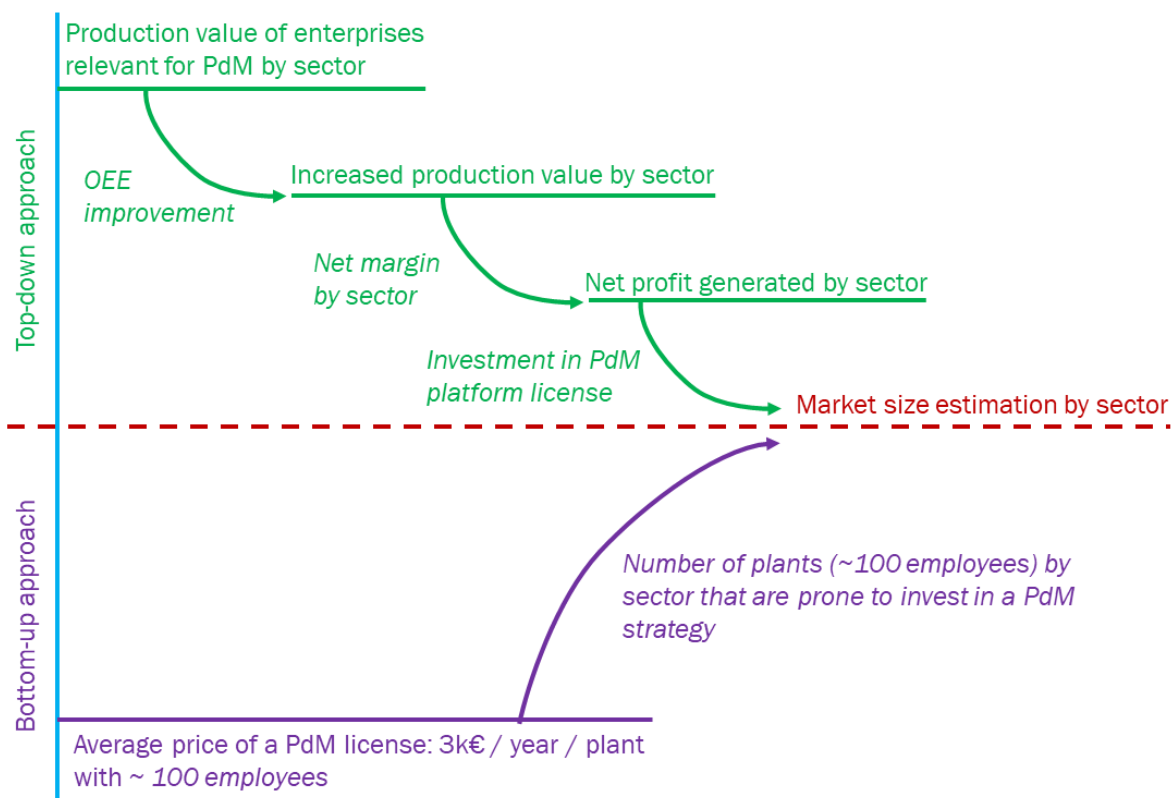 Production value of enterprises
relevant for PdM by sector
Top-down approach
OEE
improvement
Increased production value by sector
Net margin
by sector
Net profit generated by sector
Investment in PdM
platform license
Market size estimation by sector
Bottom-up approach
Number of plants (~100 employees) by
sector that are prone to invest in a PdM
strategy
Average price of a PdM license: 3k€ / year / plant
with ~ 100 employees